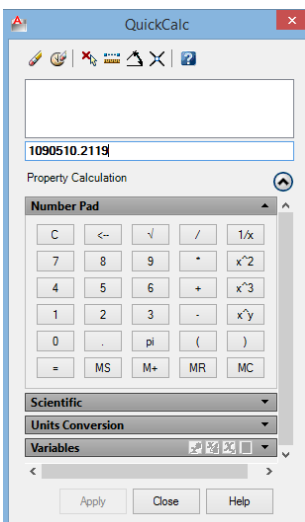 QuickCalc
1090510.2119
Property Calculation
Number Pad
C <-- √ / 1/x
7 8 9 * x^2
4 5 6 + x^3
1 2 3 - x^y
0 . pi ( )
= MS M+ MR MC
Scientific
Units Conversion
Variables
Apply Close Help